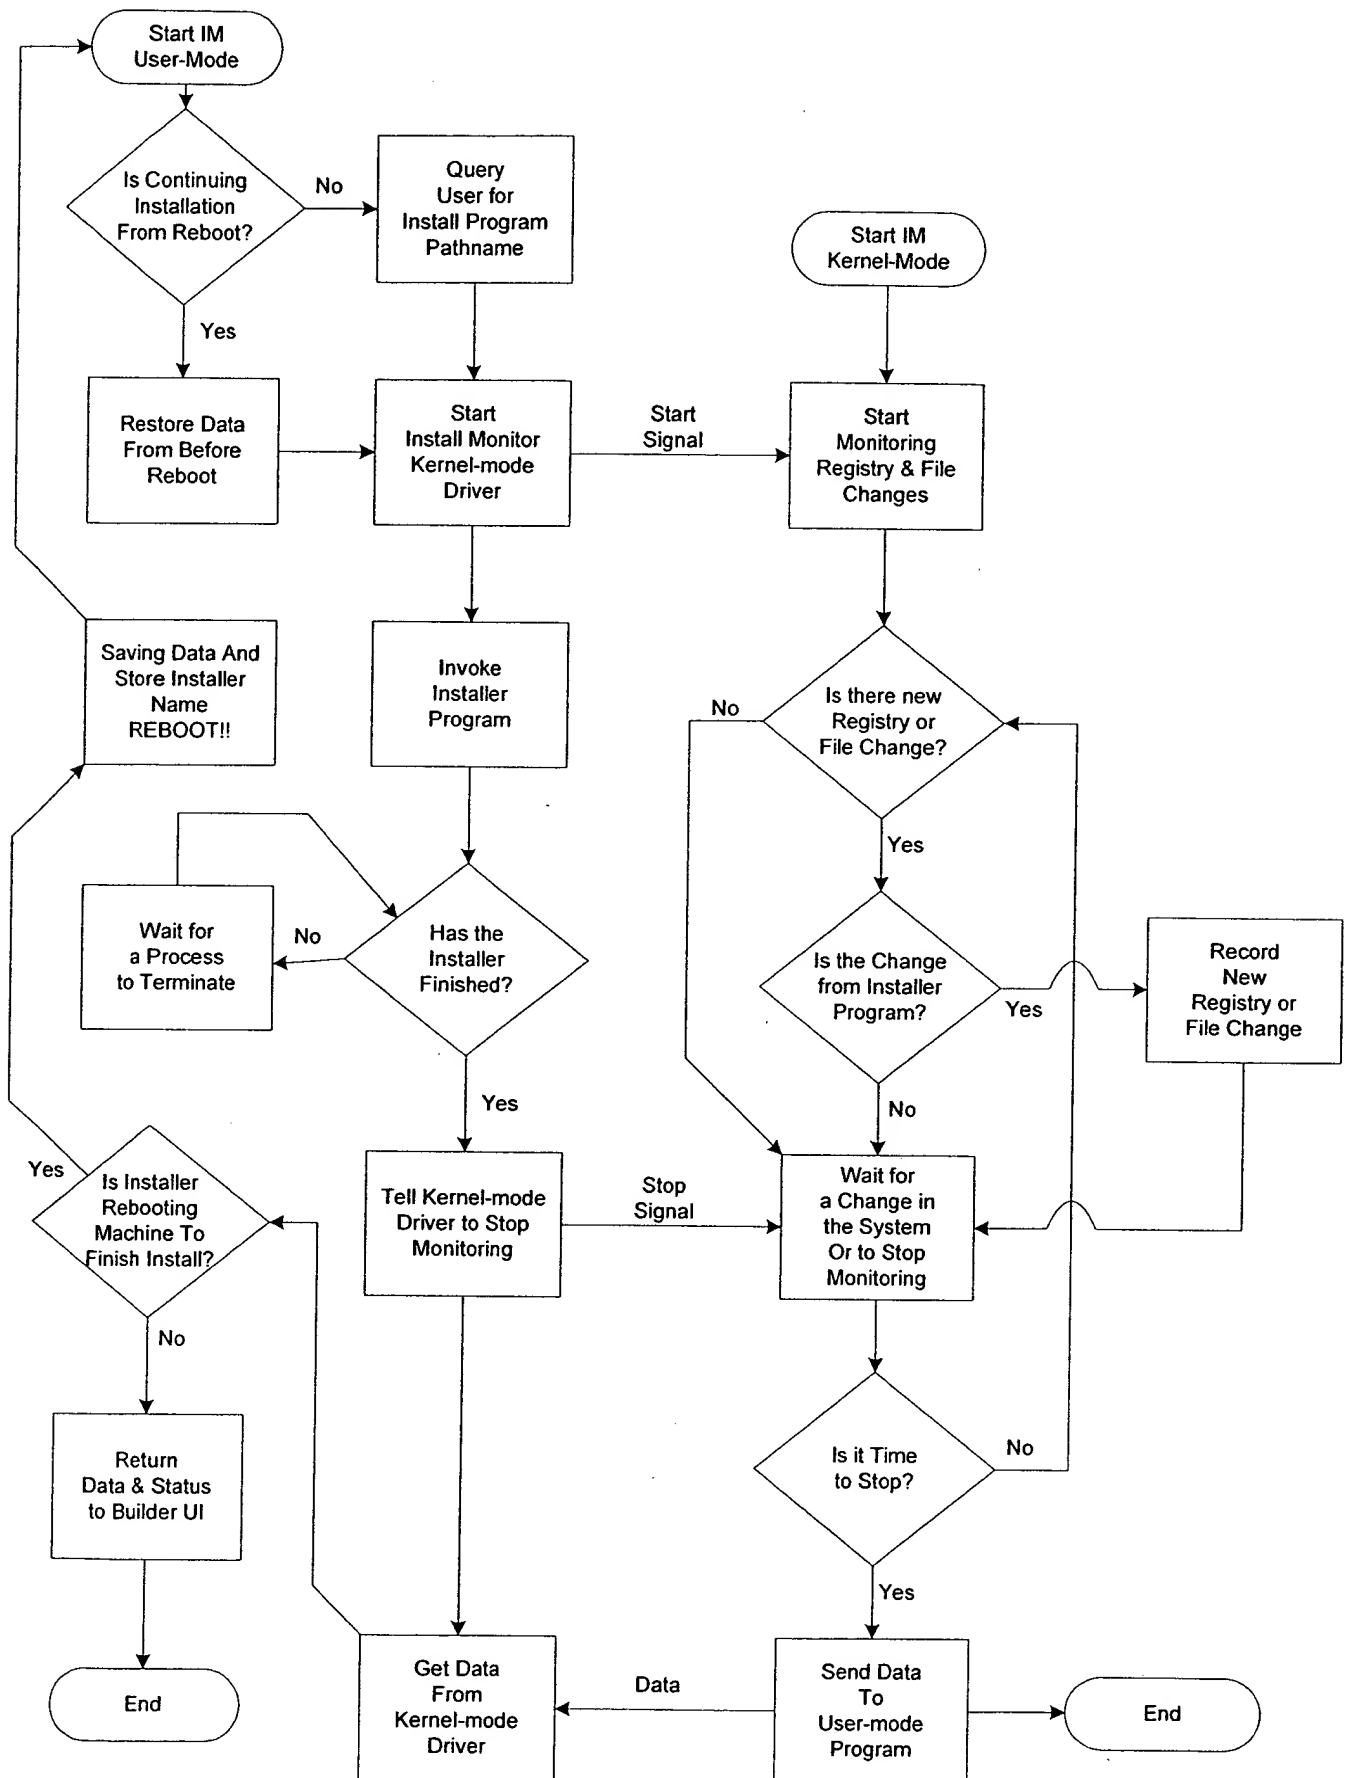 Start IM
User-Mode
Is Continuing
Installation
From Reboot?
No
Query
User for
Install Program
Pathname
Start IM
Kernel-Mode
Yes
Restore Data
From Before
Reboot
Start
Install Monitor
Kernel-mode
Driver
Start
Signal
Start
Monitoring
Registry & File
Changes
Saving Data And
Store Installer
Name
REBOOT!!
Invoke
Installer
Program
No
Is there new
Registry or
File Change?
Yes
Wait for
a Process
to Terminate
No
Has the
Installer
Finished?
Is the Change
from Installer
Program?
Yes
Record
New
Registry or
File Change
Yes
No
Yes
Is Installer
Rebooting
Machine To
Finish Install?
Tell Kernel-mode
Driver to Stop
Monitoring
Stop
Signal
Wait for
a Change in
the System
Or to Stop
Monitoring
No
Return
Data & Status
to Builder UI
Is it Time
to Stop?
No
Yes
End
Get Data
From
Kernel-mode
Driver
Data
Send Data
To
User-mode
Program
End